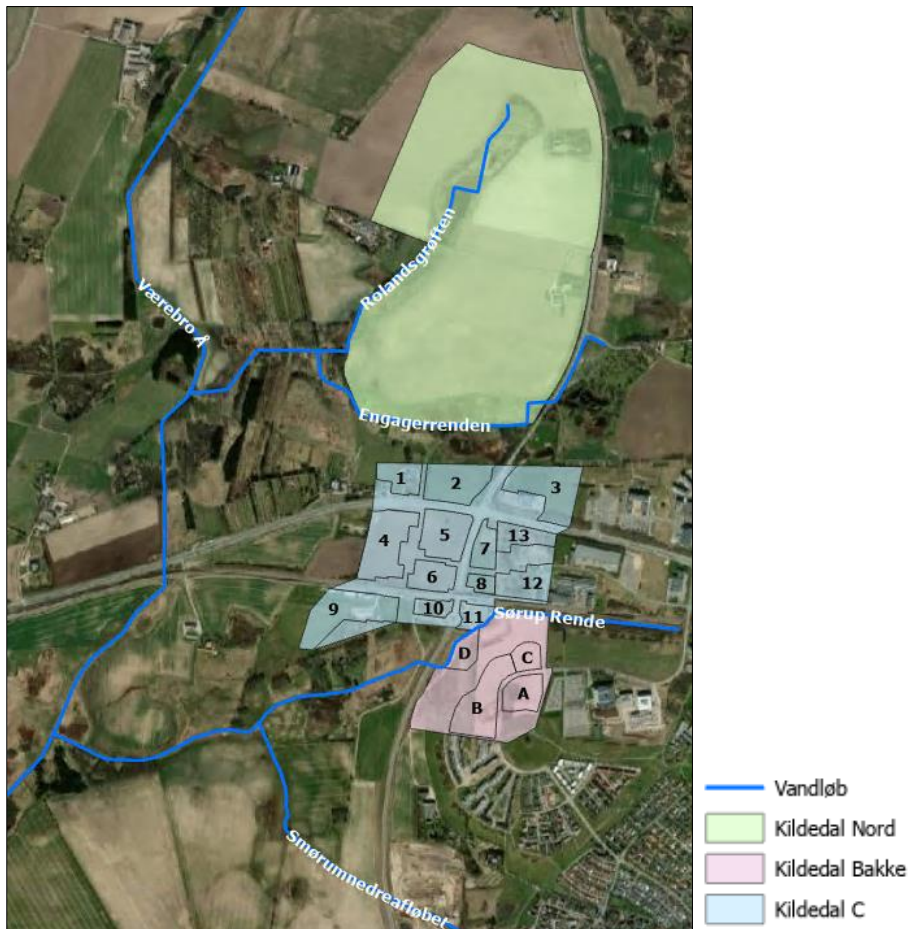 Rolandsgrøften
Værebro Å
Engagerrenden
1
2
3
4
5
13
7
6
8
12
9
10
11
Sørup Rende
D
C
A
B
Smørumnedreafløbet
Vandløb
Kildedal Nord
Kildedal Bakke
Kildedal C